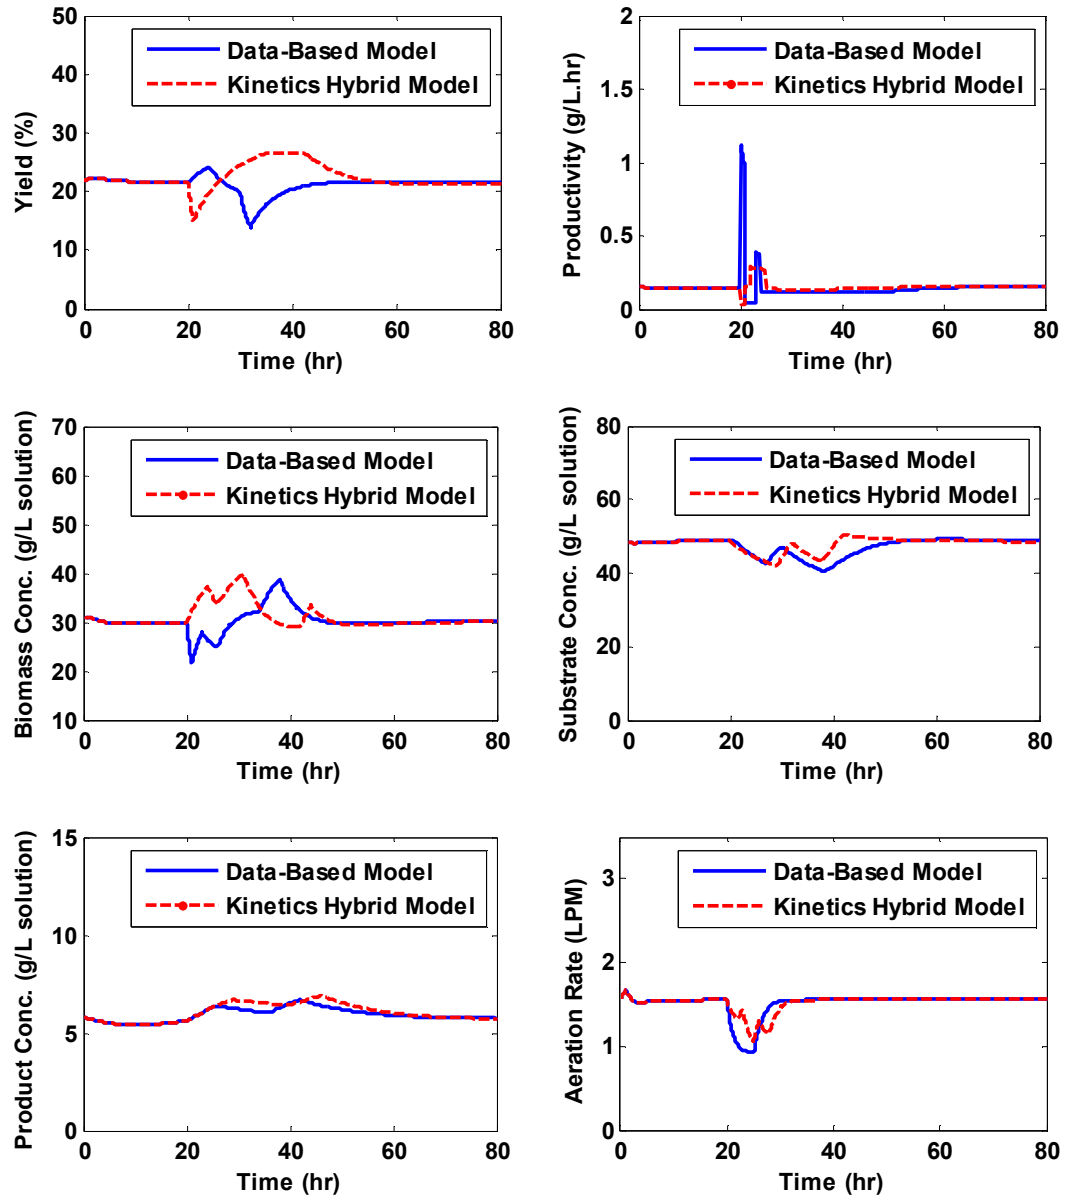 50
40
30
20
10
0
Yield (%)
Data-Based Model
Kinetics Hybrid Model
0 20 40 60 80
Time (hr)
2
1.5
1
0.5
0
Productivity (g/L.hr)
Data-Based Model
Kinetics Hybrid Model
0 20 40 60 80
Time (hr)
70
60
50
40
30
20
10
Biomass Conc. (g/L solution)
Data-Based Model
Kinetics Hybrid Model
0 20 40 60 80
Time (hr)
80
60
40
20
0
Substrate Conc. (g/L solution)
Data-Based Model
Kinetics Hybrid Model
0 20 40 60 80
Time (hr)
15
10
5
0
Product Conc. (g/L solution)
Data-Based Model
Kinetics Hybrid Model
0 20 40 60 80
Time (hr)
3
2
1
0
Aeration Rate (LPM)
Data-Based Model
Kinetics Hybrid Model
0 20 40 60 80
Time (hr)